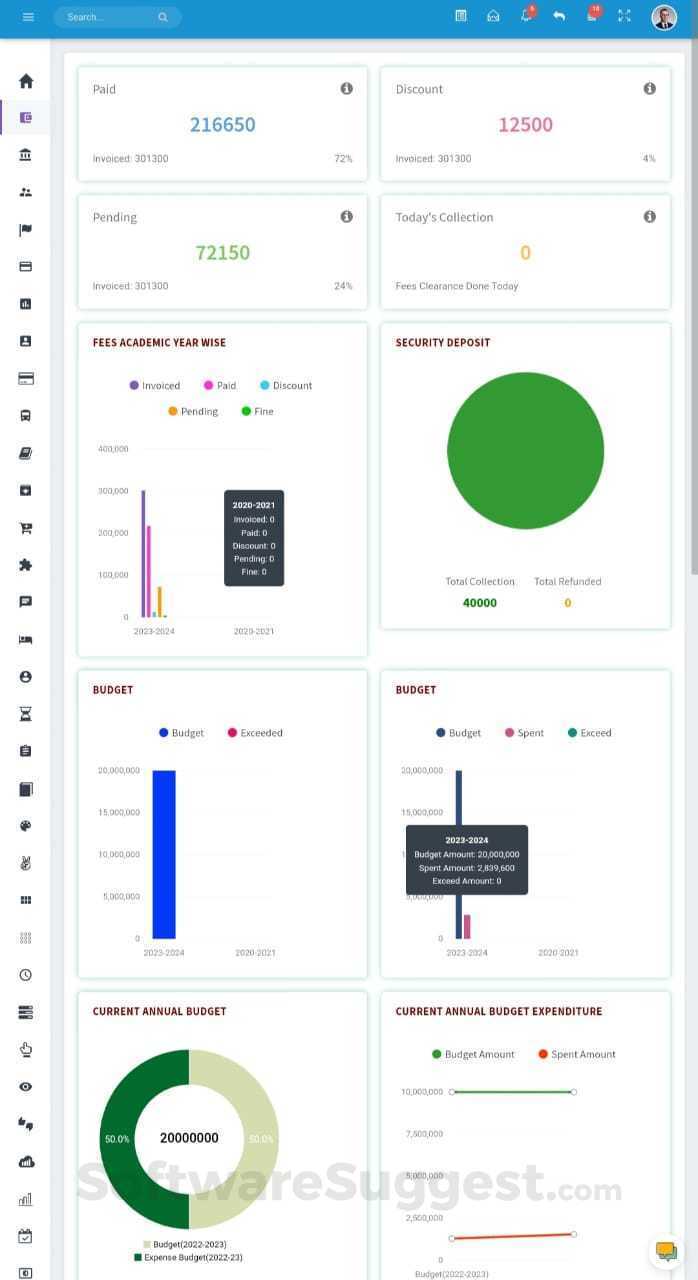 Search...
6
10
Paid
216650
Invoiced: 301300
72%
Discount
12500
Invoiced: 301300
4%
Pending
72150
Invoiced: 301300
24%
Today's Collection
0
Fees Clearance Done Today
FEES ACADEMIC YEAR WISE
Invoiced
Paid
Discount
Pending
Fine
400,000
300,000
200,000
100,000
0
2023-2024
2020-2021
2020-2021
Invoiced: 0
Paid: 0
Discount: 0
Pending: 0
Fine: 0
SECURITY DEPOSIT
Total Collection
Total Refunded
40000
0
BUDGET
Budget
Exceeded
20,000,000
15,000,000
10,000,000
5,000,000
0
2023-2024
2020-2021
BUDGET
Budget
Spent
Exceed
20,000,000
15,000,000
5,000,000
0
2023-2024
2020-2021
2023-2024
Budget Amount: 20,000,000
Spent Amount: 2,839,600
Exceed Amount: 0
CURRENT ANNUAL BUDGET
50.0%
20000000
50.0%
Budget(2022-2023)
Expense Budget(2022-23)
CURRENT ANNUAL BUDGET EXPENDITURE
Budget Amount
Spent Amount
10,000,000
7,500,000
5,000,000
2,500,000
0
Budget(2022-2023)
SoftwareSuggest.com